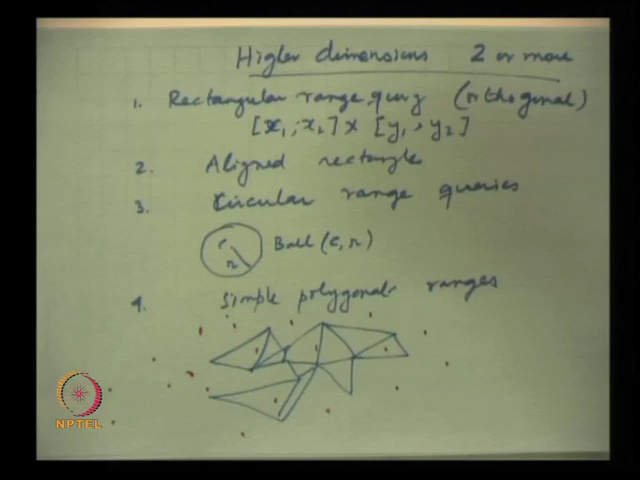 Higher dimensions 2 or more
1. Rectangular range query (orthogonal)
[x₁, x₂] x [y₁, y₂]
2. Aligned rectangle
3. Circular range queries
c
r
Ball (c, r)
4. Simple polygonal ranges
NPTEL